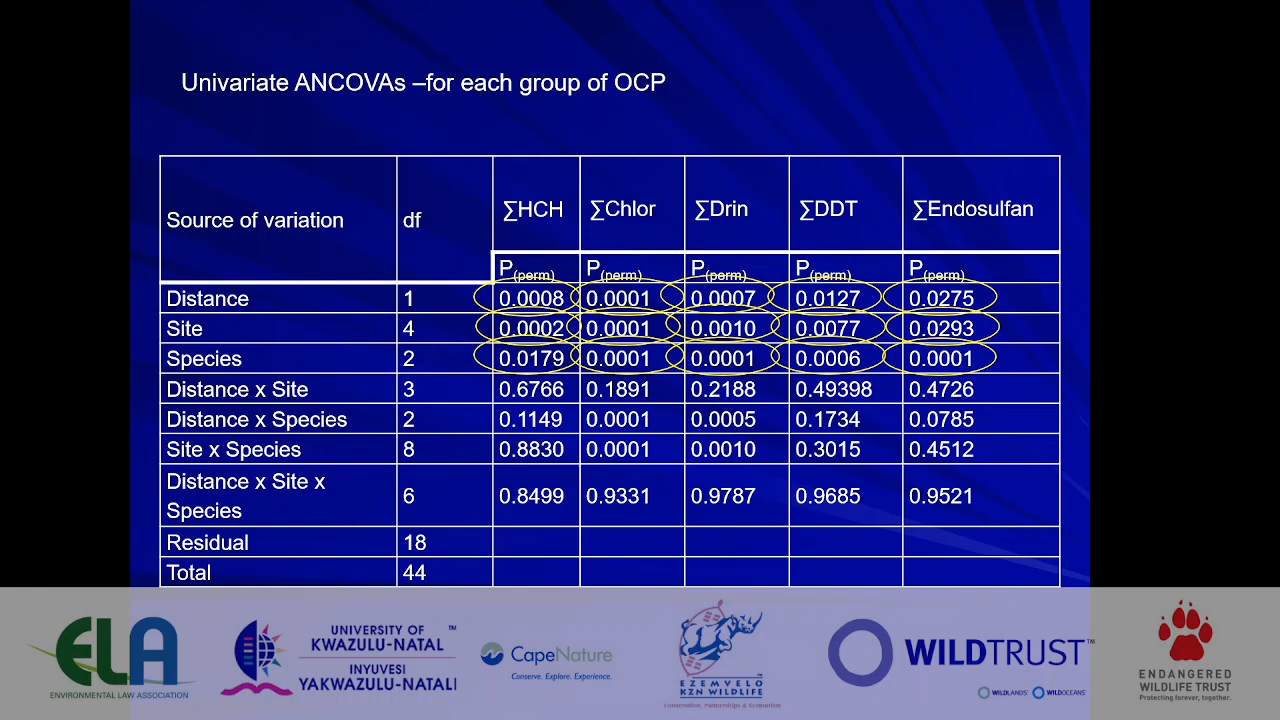 Univariate ANCOVAs –for each group of OCP
Source of variation df ∑HCH ∑Chlor ∑Drin ∑DDT ∑Endosulfan
P(perm) P(perm) P(perm) P(perm) P(perm)
Distance 1 0.0008 0.0001 0.0007 0.0127 0.0275
Site 4 0.0002 0.0001 0.0010 0.0077 0.0293
Species 2 0.0179 0.0001 0.0001 0.0006 0.0001
Distance x Site 3 0.6766 0.1891 0.2188 0.49398 0.4726
Distance x Species 2 0.1149 0.0001 0.0005 0.1734 0.0785
Site x Species 8 0.8830 0.0001 0.0010 0.3015 0.4512
Distance x Site x
Species 6 0.8499 0.9331 0.9787 0.9685 0.9521
Residual 18
Total 44
ELA
ENVIRONMENTAL LAW ASSOCIATION
UNIVERSITY OF ™
KWAZULU-NATAL
INYUVESI
YAKWAZULU-NATALI
CapeNature
Conserve. Explore. Experience.
EZEMVELO
KZN WILDLIFE
Conservation, Partnerships & Ecotourism
WILDTRUST™
WILDLANDS WILDOCEANS
ENDANGERED
WILDLIFE TRUST
Protecting forever, together.